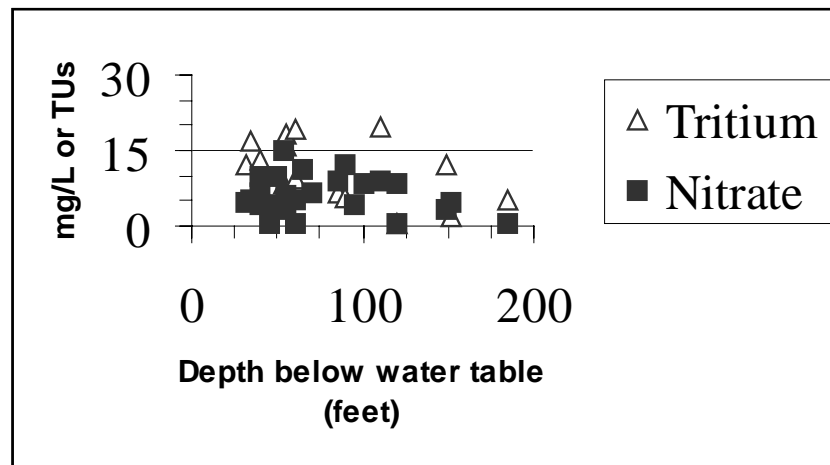 mg/L or TUs
30
15
0
0 100 200
Depth below water table
(feet)
Tritium
Nitrate